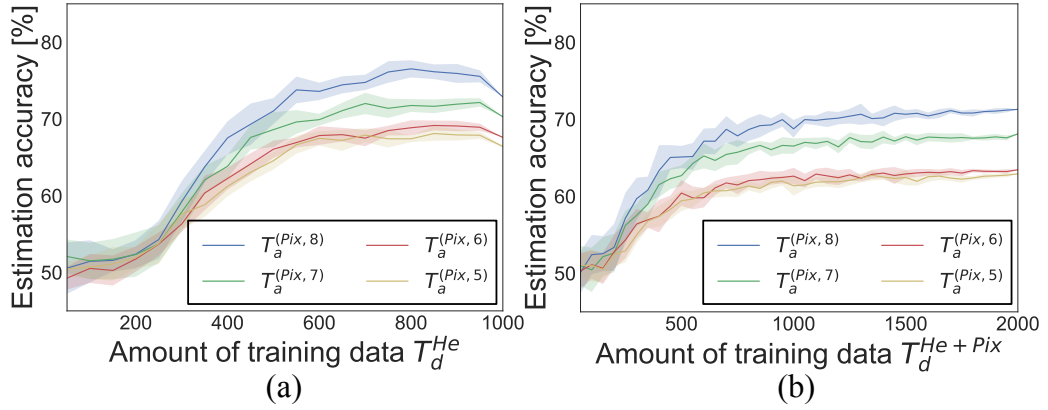 Estimation accuracy [%]
80
70
60
50
T_a^(Pix, 8)
T_a^(Pix, 6)
T_a^(Pix, 7)
T_a^(Pix, 5)
200 400 600 800 1000
Amount of training data T_d^He
(a)
Estimation accuracy [%]
80
70
60
50
T_a^(Pix, 8)
T_a^(Pix, 6)
T_a^(Pix, 7)
T_a^(Pix, 5)
500 1000 1500 2000
Amount of training data T_d^He + Pix
(b)